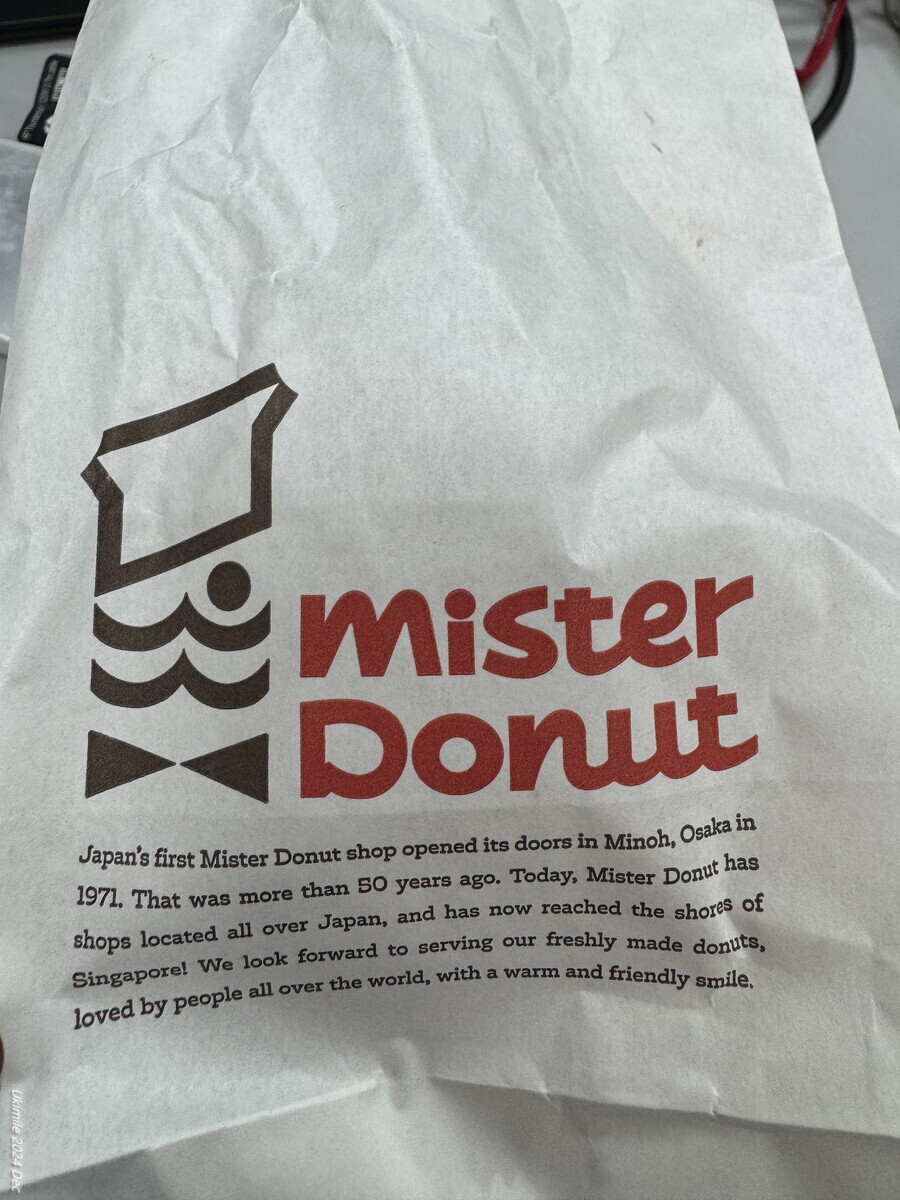 mister
Donut
Japan's first Mister Donut shop opened its doors in Minoh, Osaka in
1971. That was more than 50 years ago. Today, Mister Donut has
shops located all over Japan, and has now reached the shores of
Singapore! We look forward to serving our freshly made donuts,
loved by people all over the world, with a warm and friendly smile.
Ukimile 2024 Dec